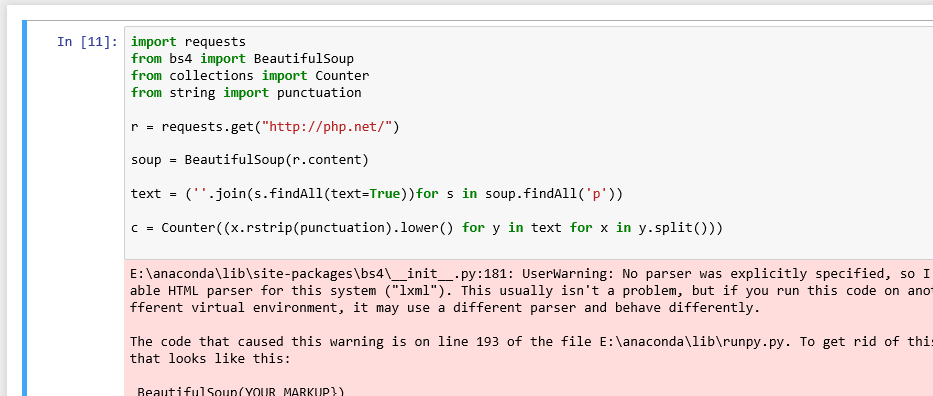 In [11]: import requests
from bs4 import BeautifulSoup
from collections import Counter
from string import punctuation
r = requests.get("http://php.net/")
soup = BeautifulSoup(r.content)
text = (''.join(s.findAll(text=True))for s in soup.findAll('p'))
c = Counter((x.rstrip(punctuation).lower() for y in text for x in y.split()))
E:\anaconda\lib\site-packages\bs4\__init__.py:181: UserWarning: No parser was explicitly specified, so I
able HTML parser for this system ("lxml"). This usually isn't a problem, but if you run this code on anot
fferent virtual environment, it may use a different parser and behave differently.
The code that caused this warning is on line 193 of the file E:\anaconda\lib\runpy.py. To get rid of this
that looks like this:
BeautifulSoup(YOUR_MARKUP})